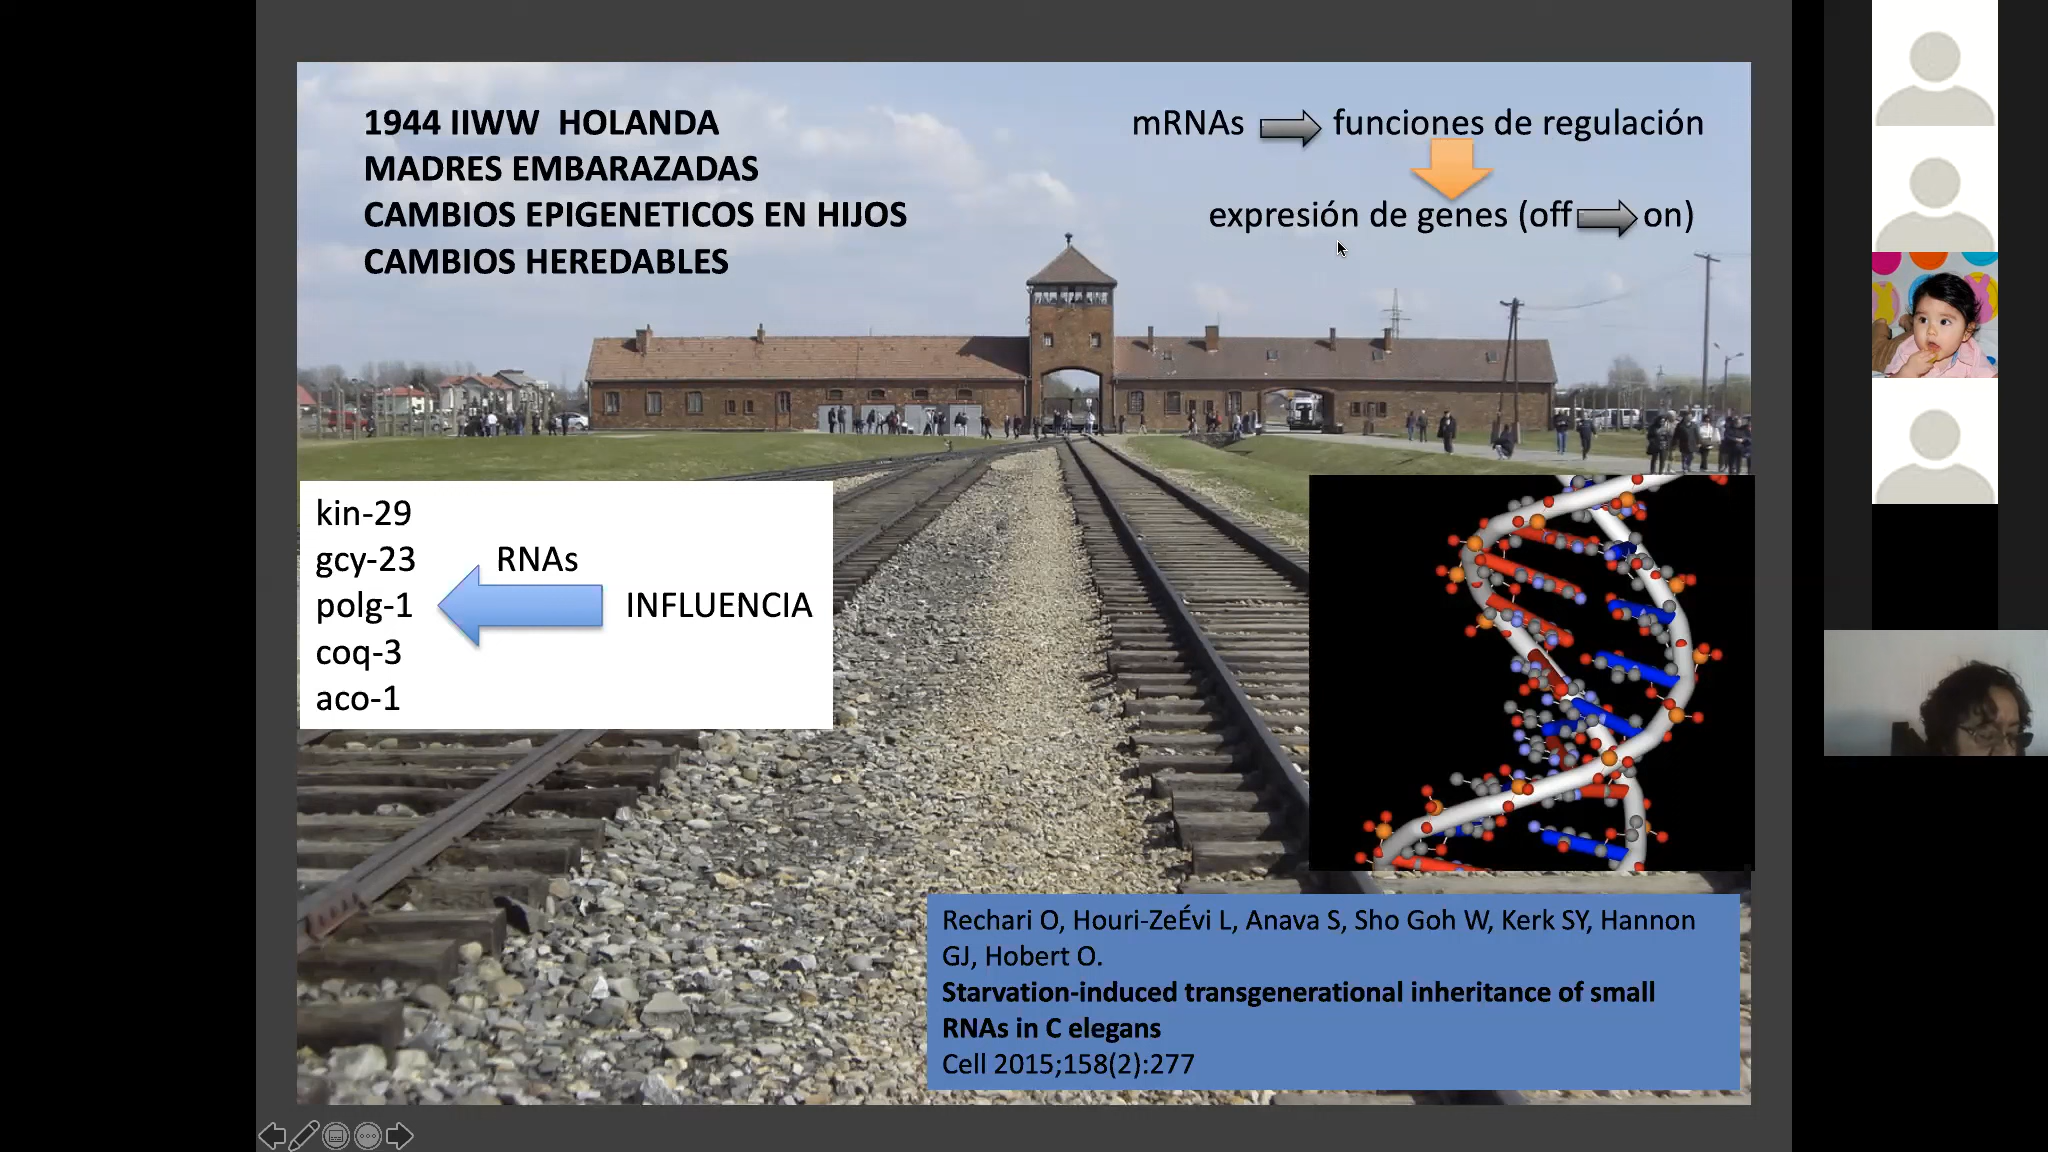 1944 IIWW HOLANDA
MADRES EMBARAZADAS
CAMBIOS EPIGENETICOS EN HIJOS
CAMBIOS HEREDABLES
mRNAs funciones de regulación
expresión de genes (off on)
kin-29
gcy-23
polg-1
coq-3
aco-1
RNAs
INFLUENCIA
Rechari O, Houri-ZeÉvi L, Anava S, Sho Goh W, Kerk SY, Hannon
GJ, Hobert O.
Starvation-induced transgenerational inheritance of small
RNAs in C elegans
Cell 2015;158(2):277